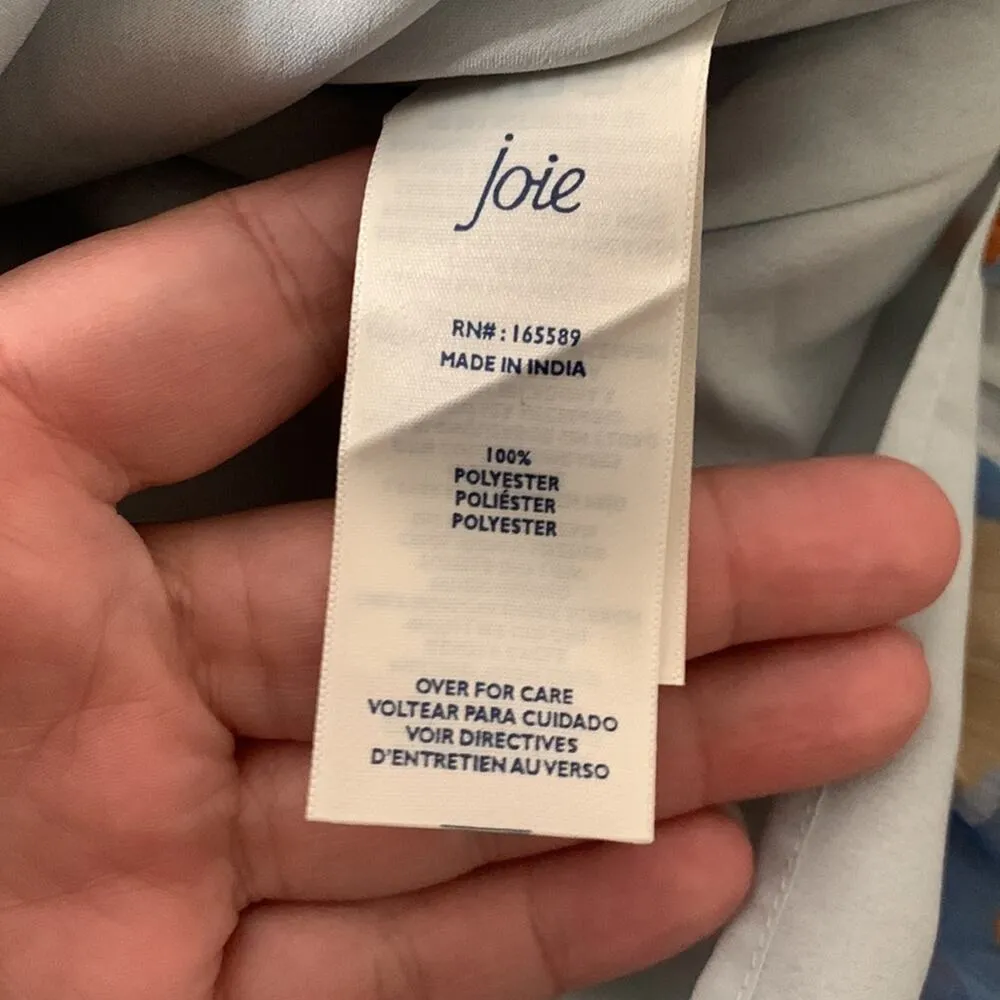 joie
RN#: 165589
MADE IN INDIA
100%
POLYESTER
POLIÉSTER
POLYESTER
OVER FOR CARE
VOLTEAR PARA CUIDADO
VOIR DIRECTIVES
D'ENTRETIEN AU VERSO